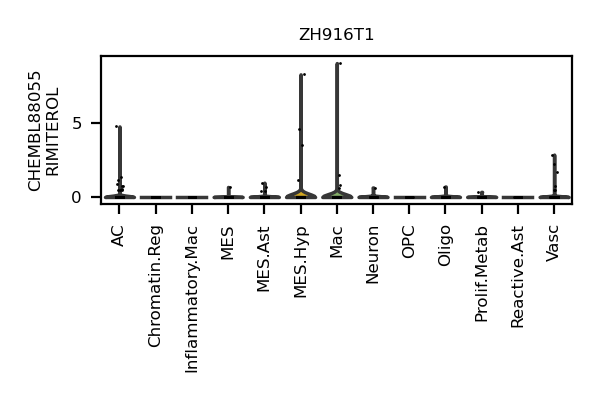 ZH916T1
CHEMBL88055
RIMITEROL
5
0
AC
Chromatin.Reg
Inflammatory.Mac
MES
MES.Ast
MES.Hyp
Mac
Neuron
OPC
Oligo
Prolif.Metab
Reactive.Ast
Vasc